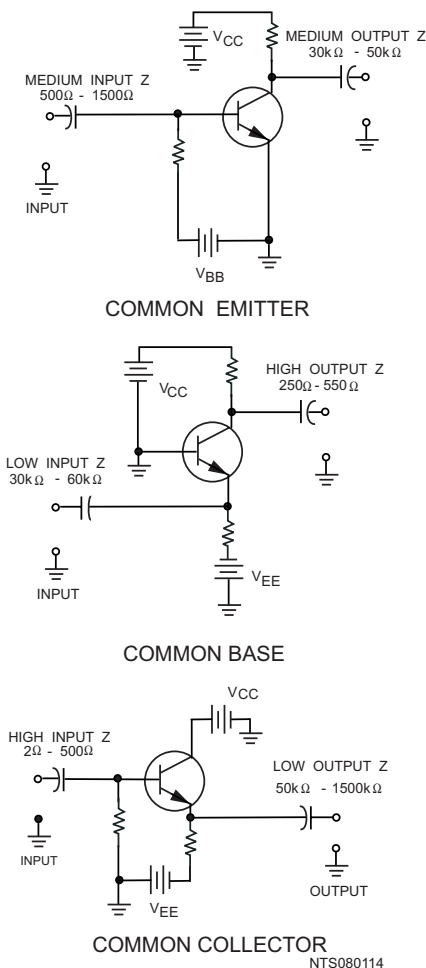 VCC
MEDIUM OUTPUT Z
30kΩ - 50kΩ
MEDIUM INPUT Z
500Ω - 1500Ω
INPUT
VBB
COMMON EMITTER
VCC
HIGH OUTPUT Z
250Ω - 550Ω
LOW INPUT Z
30kΩ - 60kΩ
INPUT
VEE
COMMON BASE
VCC
HIGH INPUT Z
2Ω - 500Ω
LOW OUTPUT Z
50kΩ - 1500kΩ
INPUT
VEE
OUTPUT
COMMON COLLECTOR
NTS080114